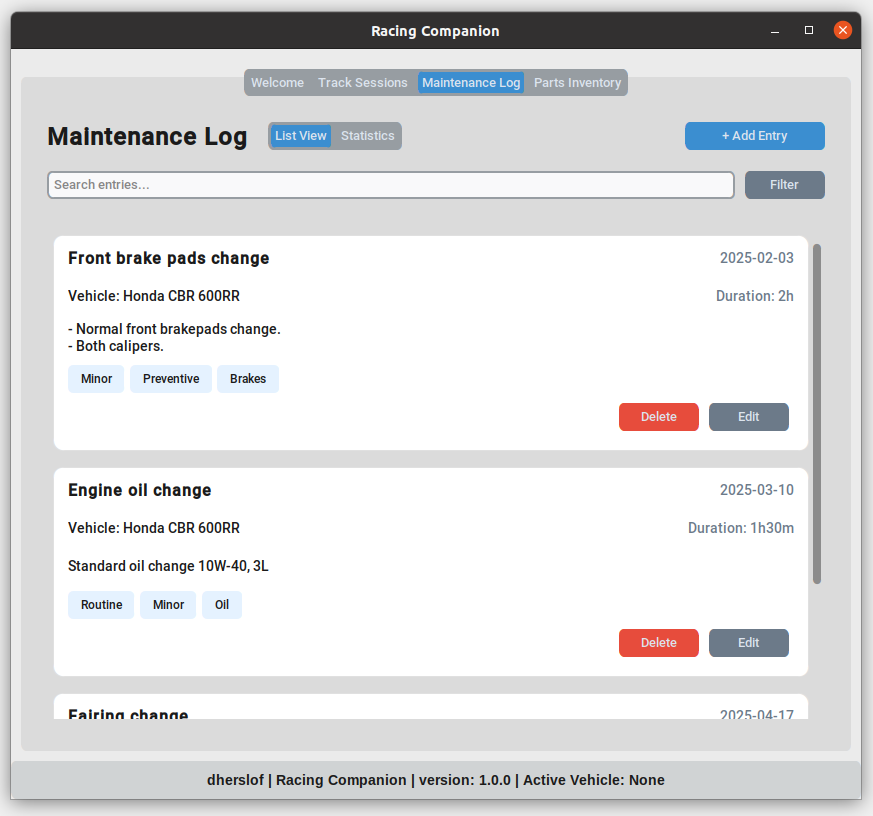 Racing Companion
Welcome Track Sessions Maintenance Log Parts Inventory
Maintenance Log List View Statistics + Add Entry
Search entries... Filter
Front brake pads change 2025-02-03
Vehicle: Honda CBR 600RR Duration: 2h
- Normal front brakepads change.
- Both calipers.
Minor Preventive Brakes
Delete Edit
Engine oil change 2025-03-10
Vehicle: Honda CBR 600RR Duration: 1h30m
Standard oil change 10W-40, 3L
Routine Minor Oil
Delete Edit
Fairing change 2025-04-17
dherslof | Racing Companion | version: 1.0.0 | Active Vehicle: None